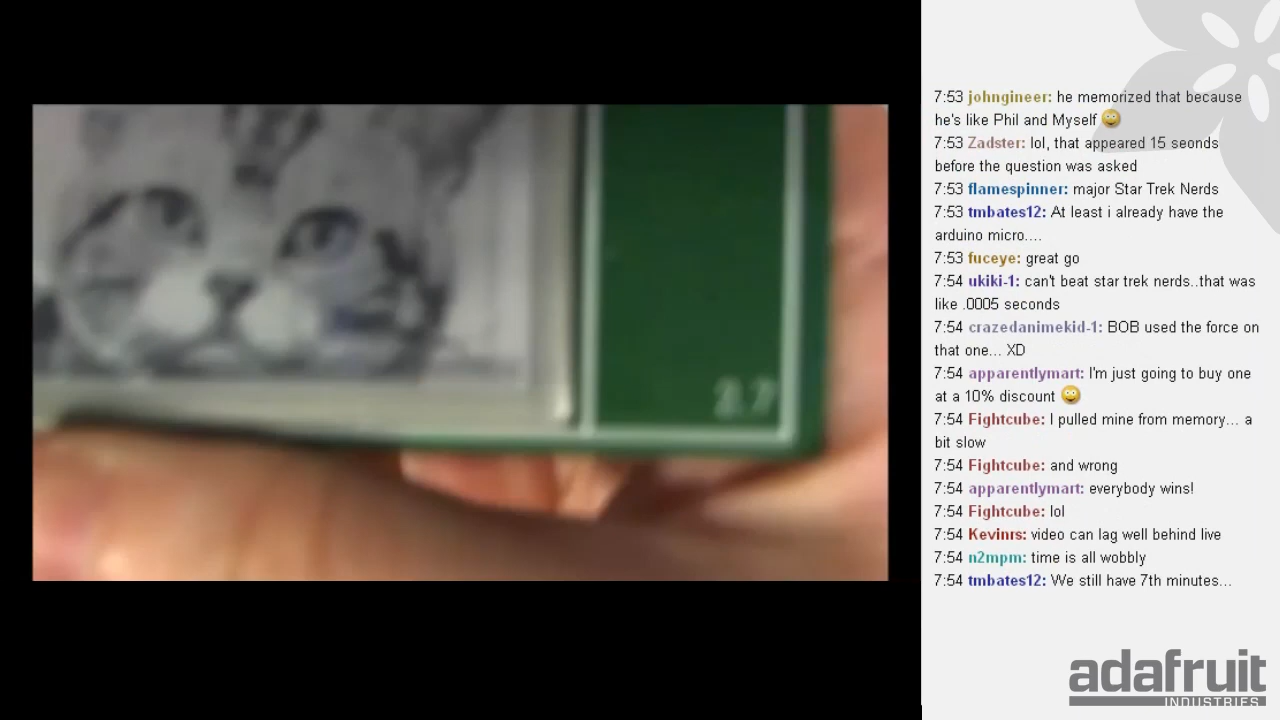 2.7
7:53 johngineer: he memorized that because
he's like Phil and Myself
7:53 Zadster: lol, that appeared 15 seonds
before the question was asked
7:53 flamespinner: major Star Trek Nerds
7:53 tmbates12: At least i already have the
arduino micro....
7:53 fuceye: great go
7:54 ukiki-1: can't beat star trek nerds..that was
like .0005 seconds
7:54 crazedanimekid-1: BOB used the force on
that one... XD
7:54 apparentlymart: I'm just going to buy one
at a 10% discount
7:54 Fightcube: I pulled mine from memory... a
bit slow
7:54 Fightcube: and wrong
7:54 apparentlymart: everybody wins!
7:54 Fightcube: lol
7:54 Kevinrs: video can lag well behind live
7:54 n2mpm: time is all wobbly
7:54 tmbates12: We still have 7th minutes...
adafruit
INDUSTRIES